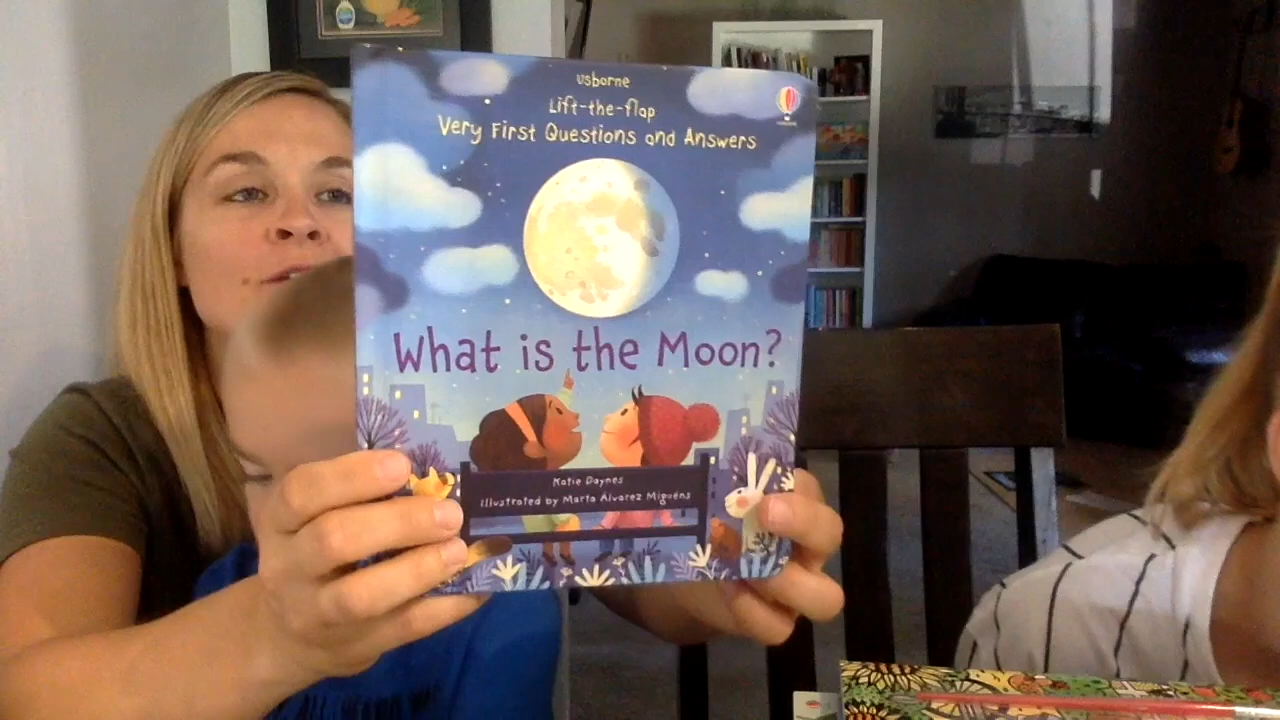 usborne
Lift-the-flap
Very First Questions and Answers
What is the Moon?
Katie Daynes
Illustrated by Marta Álvarez Miguéns